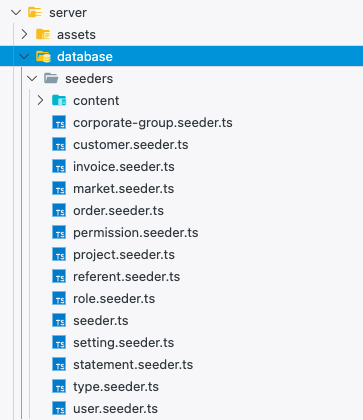 server
assets
database
seeders
content
TS corporate-group.seeder.ts
TS customer.seeder.ts
TS invoice.seeder.ts
TS market.seeder.ts
TS order.seeder.ts
TS permission.seeder.ts
TS project.seeder.ts
TS referent.seeder.ts
TS role.seeder.ts
TS seeder.ts
TS setting.seeder.ts
TS statement.seeder.ts
TS type.seeder.ts
TS user.seeder.ts